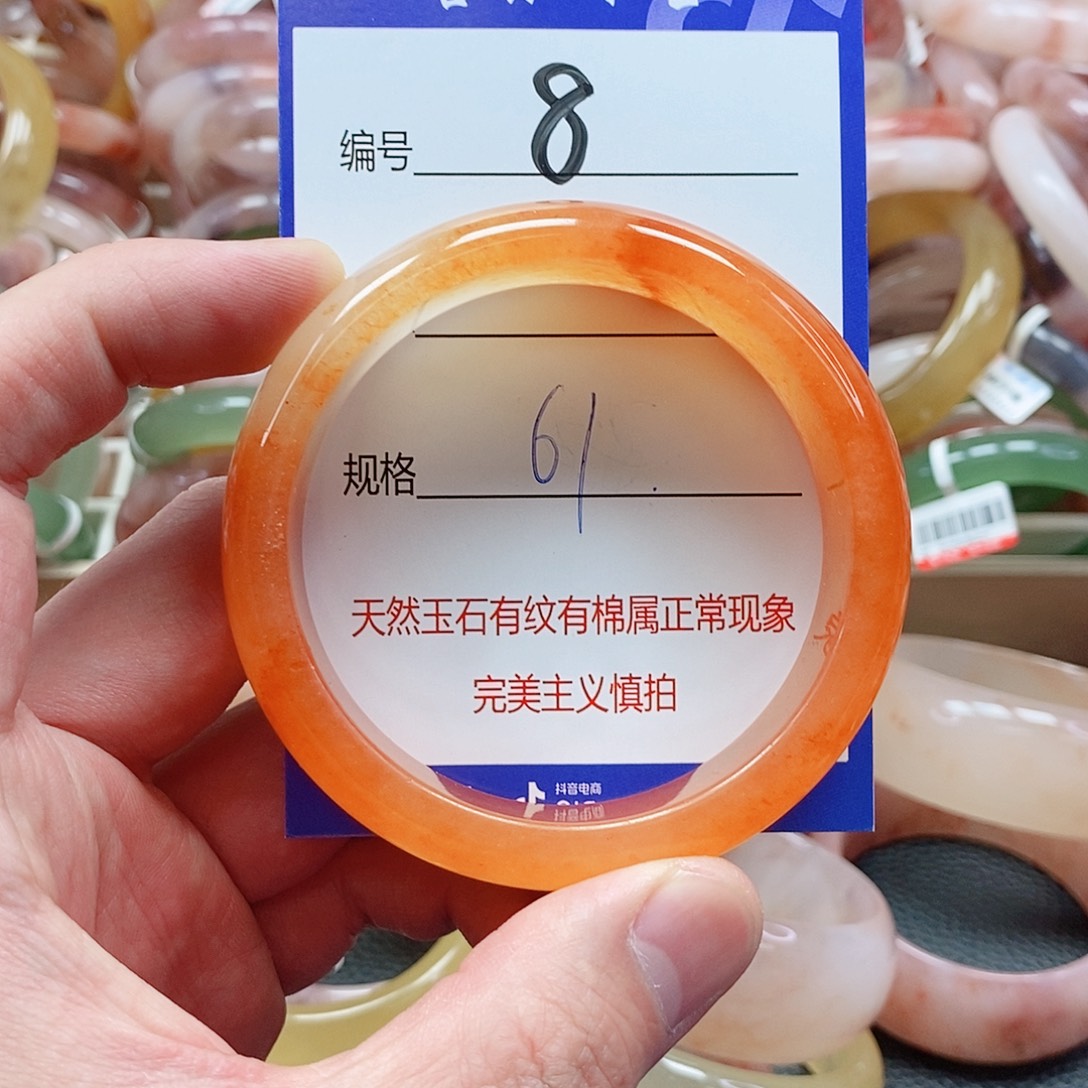 编号 8
规格 61.
天然玉石有纹有棉属正常现象
完美主义慎拍
抖音电商